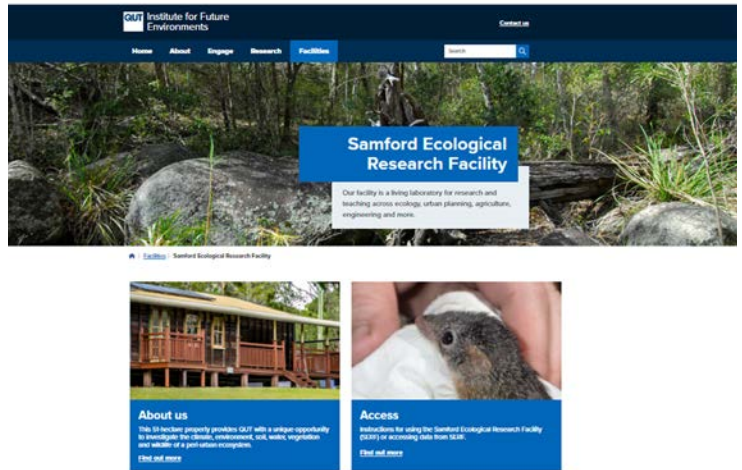 QUT Institute for Future
Environments
Contact us
Home About Engage Research Facilities
Search
Samford Ecological
Research Facility
Our facility is a living laboratory for research and
teaching across ecology, urban planning, agriculture,
engineering and more.
Facilities Samford Ecological Research Facility
About us
This 51-hectare property provides QUT with a unique opportunity
to investigate the climate, environment, soil, water, vegetation
and wildlife of a peri-urban ecosystem.
Find out more
Access
Instructions for using the Samford Ecological Research Facility
(SERF) or accessing data from SERF.
Find out more